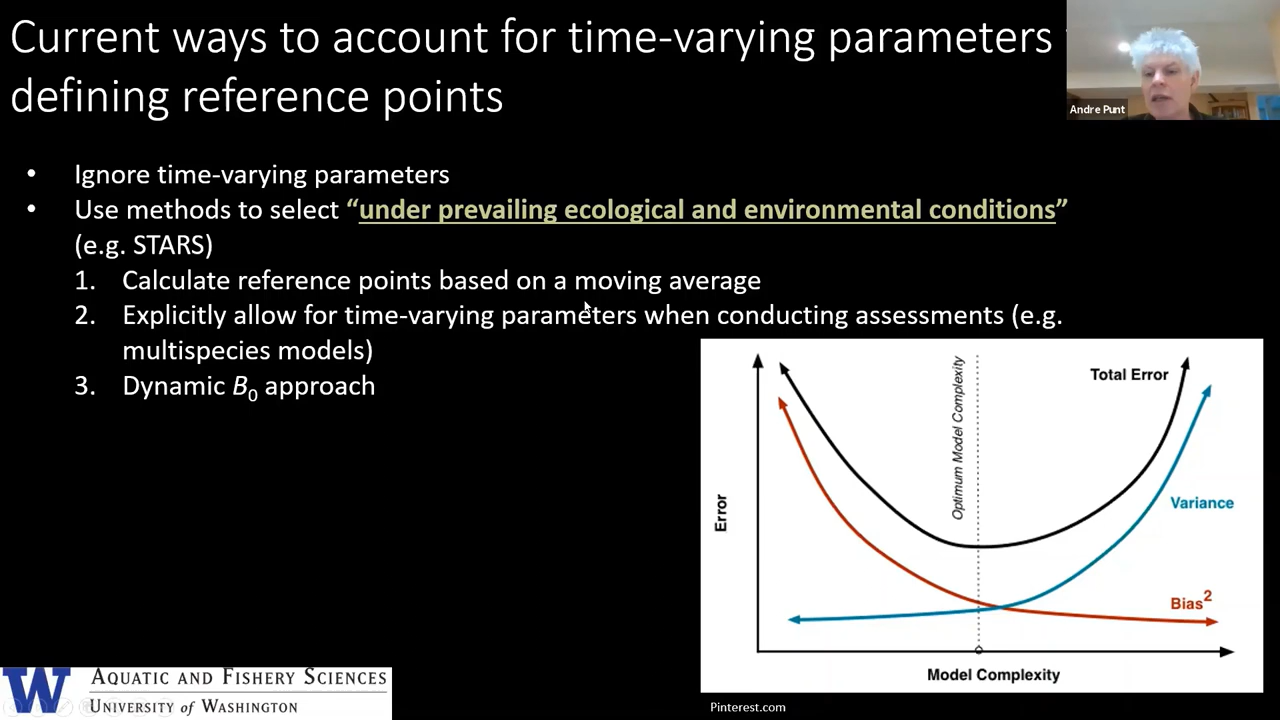 Current ways to account for time-varying parameters
defining reference points
Andre Punt
• Ignore time-varying parameters
• Use methods to select “under prevailing ecological and environmental conditions”
(e.g. STARS)
1. Calculate reference points based on a moving average
2. Explicitly allow for time-varying parameters when conducting assessments (e.g.
multispecies models)
3. Dynamic B0 approach
Total Error
Optimum Model Complexity
Error
Variance
Bias2
Model Complexity
W AQUATIC AND FISHERY SCIENCES
UNIVERSITY of WASHINGTON
Pinterest.com